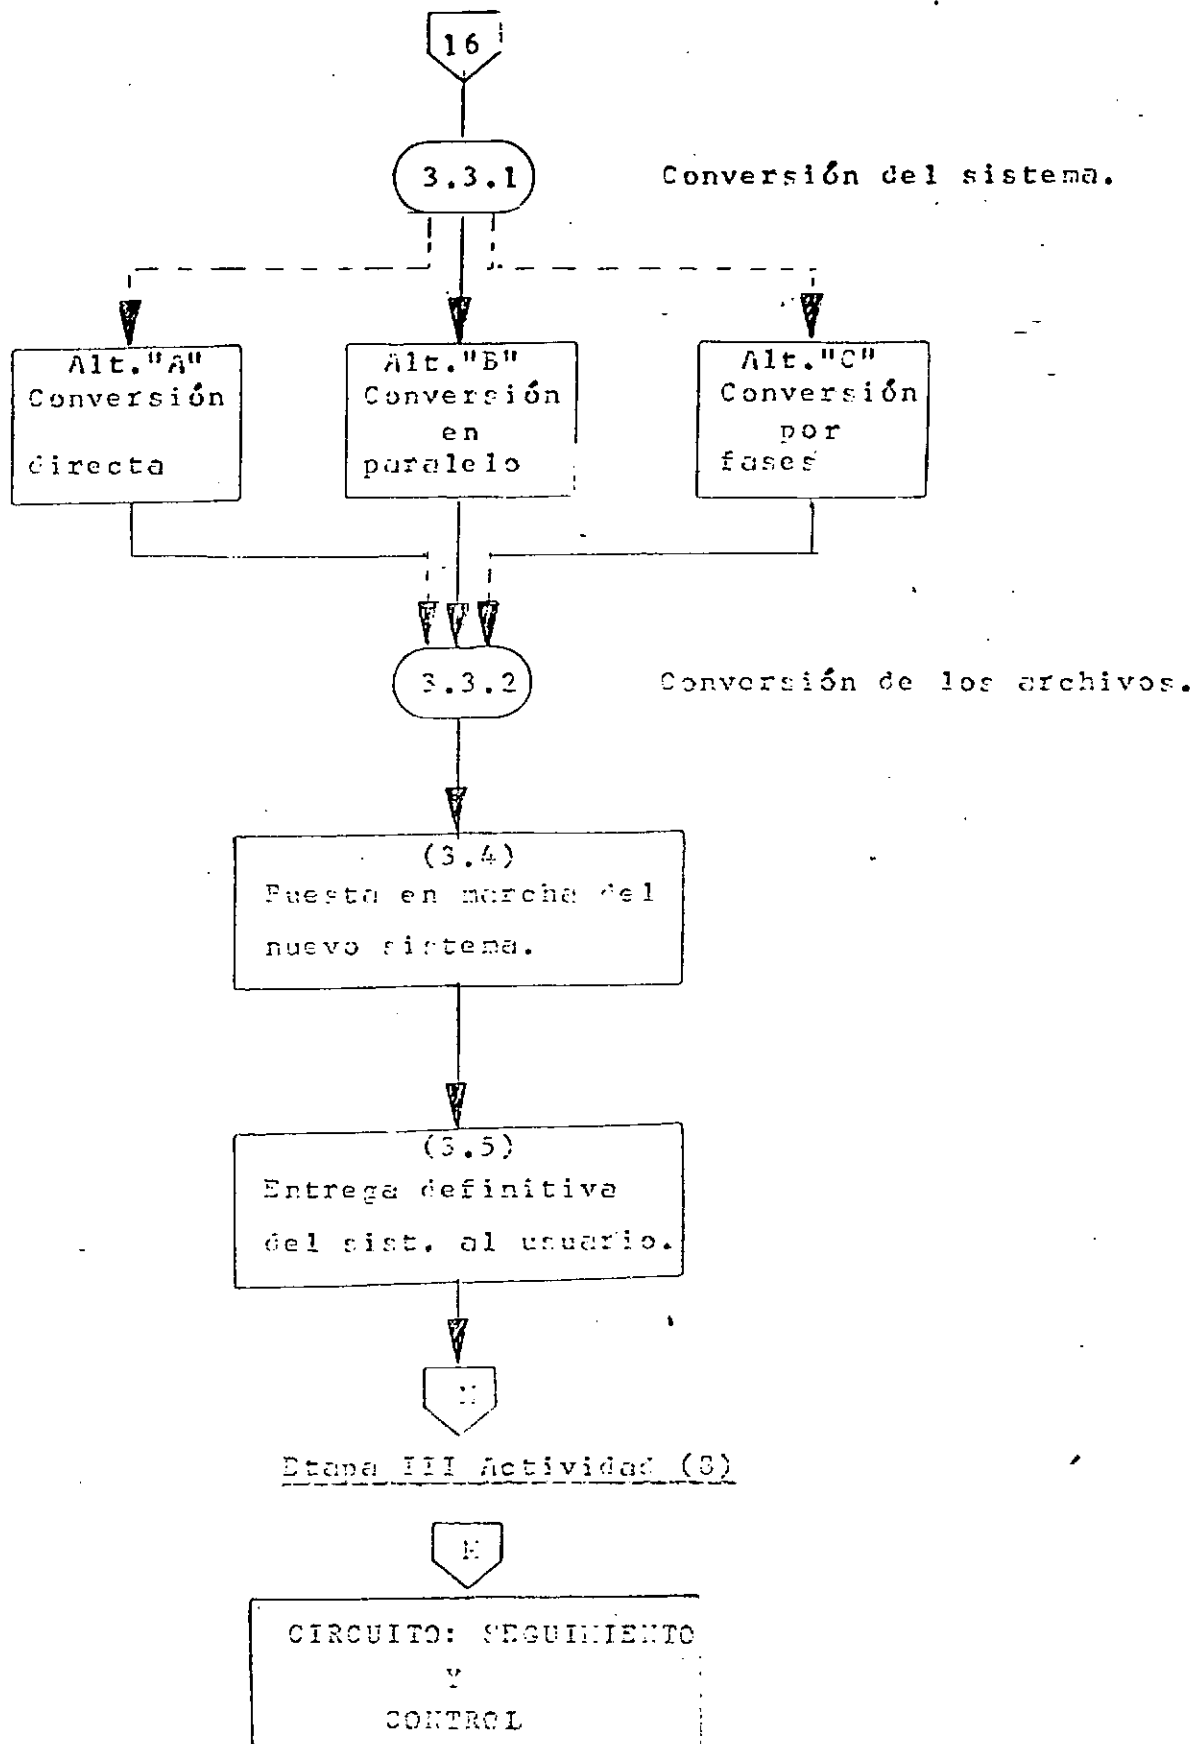 16
3.3.1 Conversión del sistema.
Alt."A"
Conversión
directa
Alt."B"
Conversión
en
paralelo
Alt."C"
Conversión
por
fases
3.3.2 Conversión de los archivos.
(3.4)
Puesta en marcha del
nuevo sistema.
(3.5)
Entrega definitiva
del sist. al usuario.
Etapa III Actividad (8)
CIRCUITO: SEGUIMIENTO
Y
CONTROL